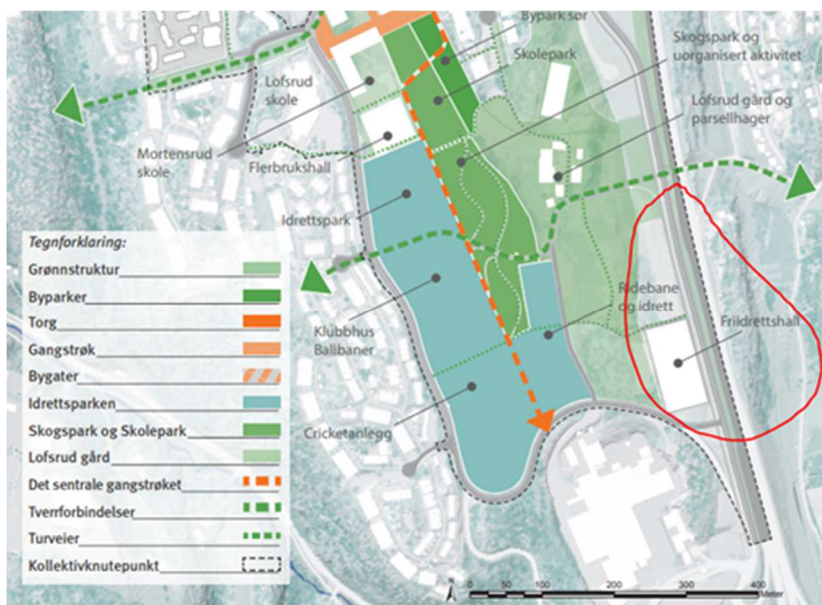 Bypark sør
Skolepark
Skogspark og
uorganisert aktivitet
Lofsrud
skole
Lofsrud gård og
parsellhager
Mortensrud
skole
Flerbrukshall
Idrettspark
Tegnforklaring:
Grønnstruktur
Byparker
Torg
Gangstrøk
Bygater
Idrettsparken
Skogspark og Skolepark
Lofsrud gård
Det sentrale gangstrøket
Tverrforbindelser
Turveier
Kollektivknutepunkt
Klubbhus
Ballbaner
Ridebane
og idrett
Friidrettshall
Cricketanlegg
N
0 50 120 200 280 400
Meter